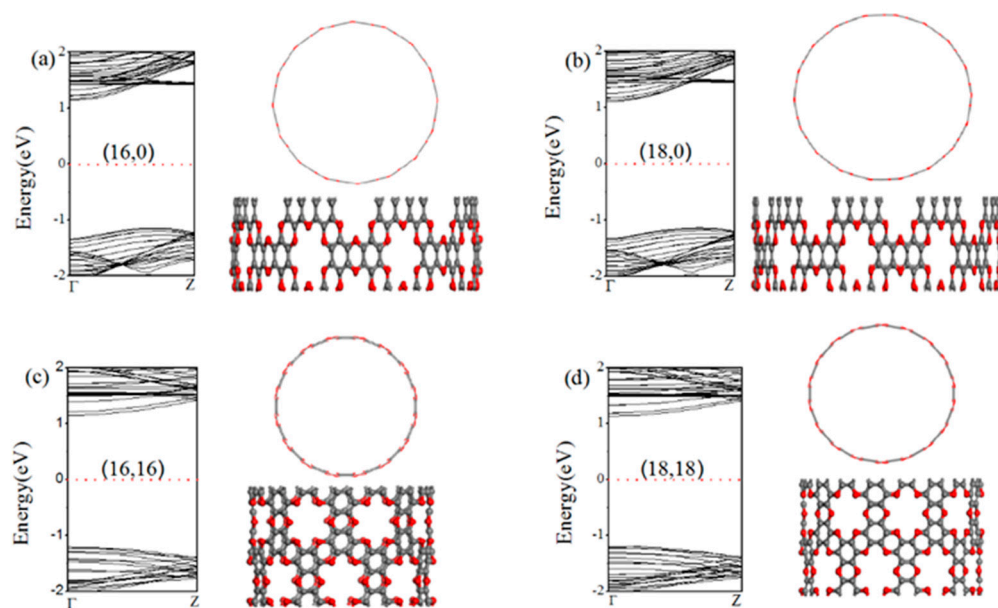 (a)
Energy(eV)
2
1
0
-1
-2
(16,0)
Γ
Z
(b)
Energy(eV)
2
1
0
-1
-2
(18,0)
Γ
Z
(c)
Energy(eV)
2
1
0
-1
-2
(16,16)
Γ
Z
(d)
Energy(eV)
2
1
0
-1
-2
(18,18)
Γ
Z